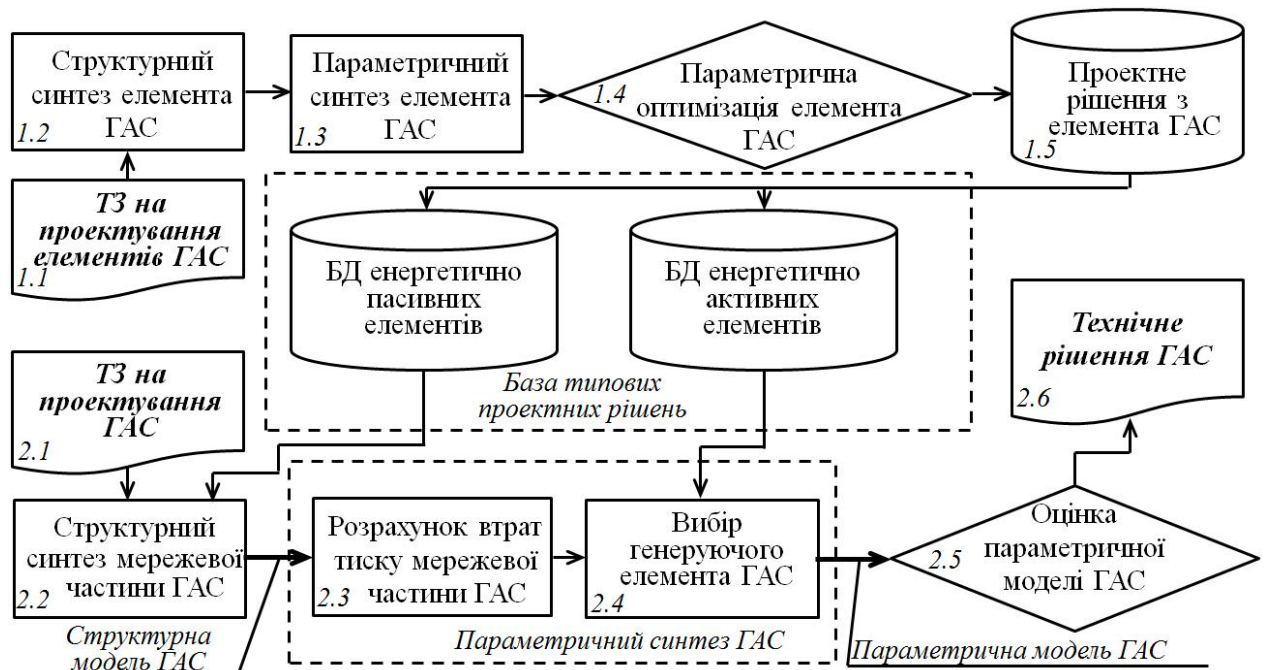 Структурний
синтез елемента
ГАС
1.2
Параметричний
синтез елемента
ГАС
1.3
Параметрична
оптимізація елемента
ГАС
1.4
Проектне
рішення з
елемента ГАС
1.5
ТЗ на
проектування
елементів ГАС
1.1
БД енергетично
пасивних
елементів
БД енергетично
активних
елементів
База типових
проектних рішень
ТЗ на
проектування
ГАС
2.1
Технічне
рішення ГАС
2.6
Структурний
синтез мережевої
частини ГАС
2.2
Розрахунок втрат
тиску мережевої
частини ГАС
2.3
Вибір
генеруючого
елемента ГАС
2.4
Оцінка
параметричної
моделі ГАС
2.5
Структурна
модель ГАС
Параметричний синтез ГАС
Параметрична модель ГАС